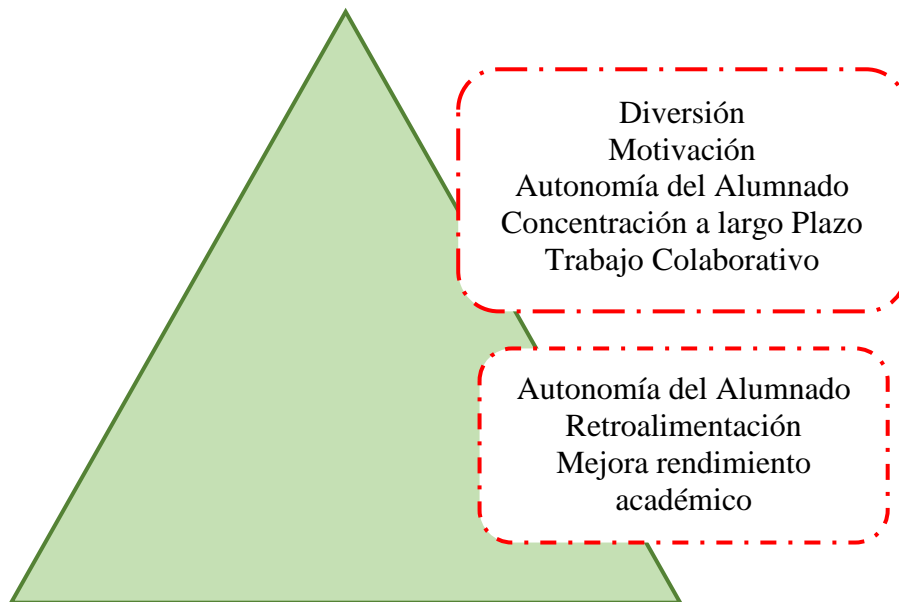 Diversión
Motivación
Autonomía del Alumnado
Concentración a largo Plazo
Trabajo Colaborativo
Autonomía del Alumnado
Retroalimentación
Mejora rendimiento
académico